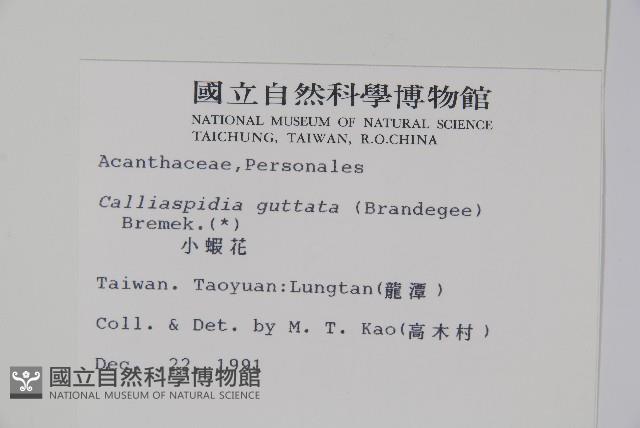 國立自然科學博物館
NATIONAL MUSEUM OF NATURAL SCIENCE
TAICHUNG, TAIWAN, R.O.CHINA
Acanthaceae,Personales
Calliaspidia guttata (Brandegee)
Bremek.(*)
小蝦花
Taiwan. Taoyuan:Lungtan(龍潭)
Coll. & Det. by M. T. Kao(高木村)
Dec. 22, 1991
國立自然科學博物館
NATIONAL MUSEUM OF NATURAL SCIENCE